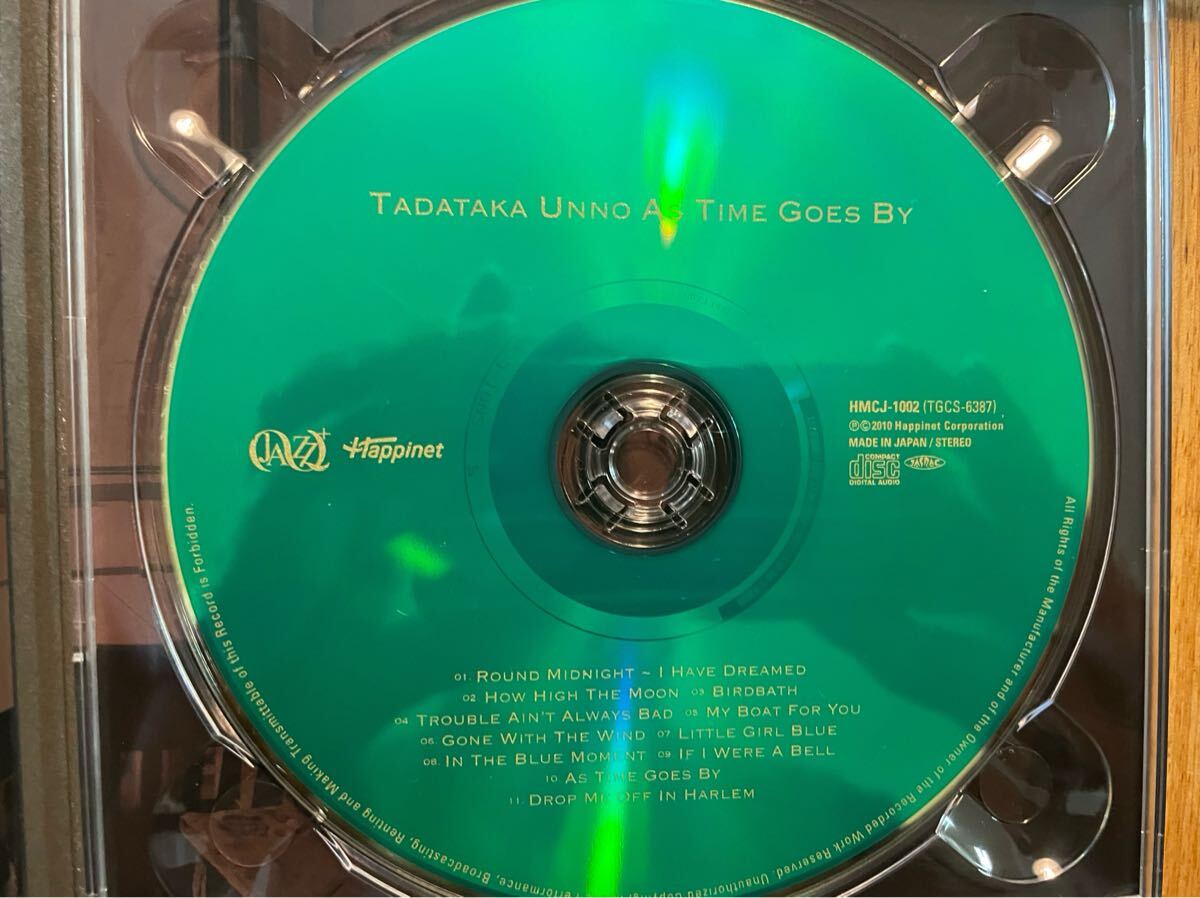 TADATAKA UNNO AS TIME GOES BY
JAZZ+
Happinet
HMCJ-1002 (TGCS-6387)
℗©2010 Happinet Corporation
MADE IN JAPAN / STEREO
COMPACT
disc
DIGITAL AUDIO
JASRAC
01. ROUND MIDNIGHT ~ I HAVE DREAMED
02 HOW HIGH THE MOON 03 BIRDBATH
04 TROUBLE AIN'T ALWAYS BAD 05 MY BOAT FOR YOU
06. GONE WITH THE WIND 07 LITTLE GIRL BLUE
08. IN THE BLUE MOMENT 09 IF I WERE A BELL
10 AS TIME GOES BY
11. DROP ME OFF IN HARLEM
All Rights of the Manufacturer and of the Owner of the Recorded Work Reserved. Unauthorized Performance, Broadcasting, Renting and Making Transmittable of this Record is Forbidden.